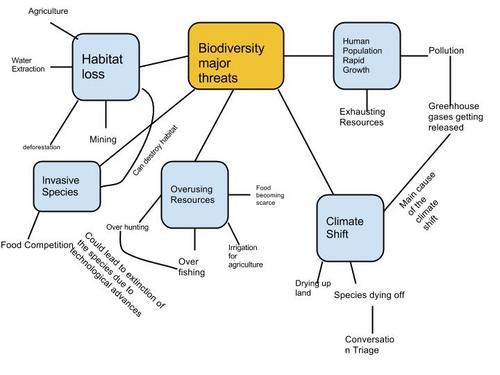 Agriculture
Water
Extraction
Habitat
loss
deforestation
Mining
Biodiversity
major
threats
Human
Population
Rapid
Growth
Pollution
Exhausting
Resources
Greenhouse
gases getting
released
Can destroy habitat
Invasive
Species
Food Competition
Overusing
Resources
Food
becoming
scarce
Over hunting
Over
fishing
Irrigation
for
agriculture
Could lead to extinction of
the species due to
technological advances
Main cause
of the
climate
shift
Climate
Shift
Drying up
land
Species dying off
Conversatio
n Triage